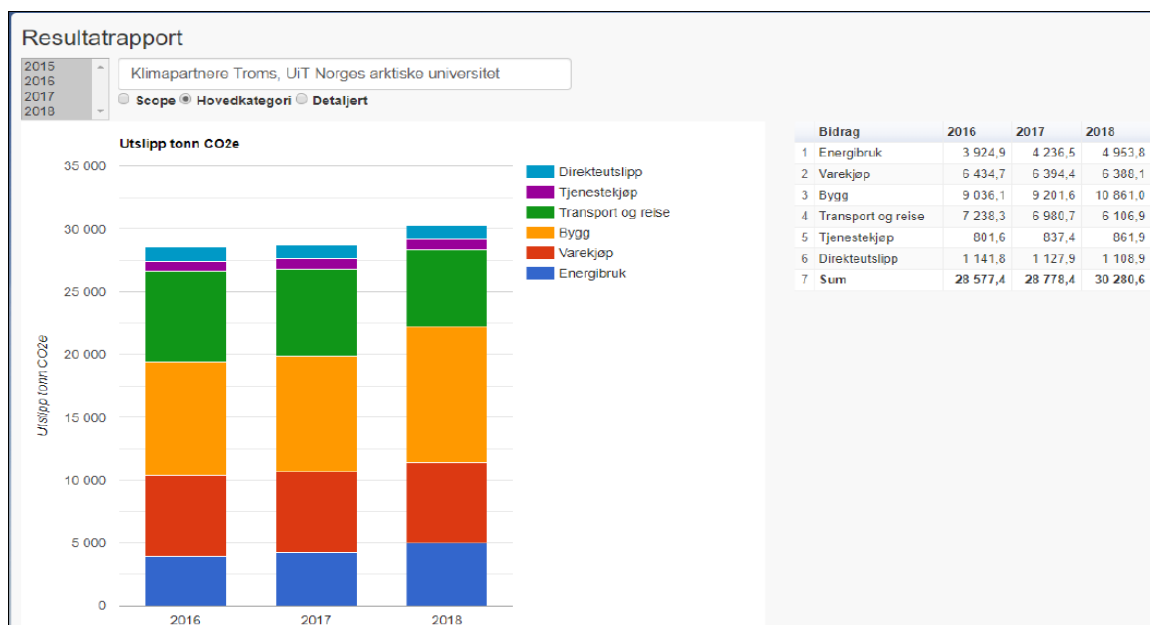 Resultatrapport
2015
2016
2017
2018
Klimapartnere Troms, UiT Norges arktiske universitet
Scope Hovedkategori Detaljert
Utslipp tonn CO2e
35 000
30 000
25 000
20 000
15 000
10 000
5 000
0
Utslipp tonn CO2e
2016 2017 2018
Direkteutslipp
Tjenestekjøp
Transport og reise
Bygg
Varekjøp
Energibruk
Bidrag 2016 2017 2018
1 Energibruk 3 924,9 4 236,5 4 953,8
2 Varekjøp 6 434,7 6 394,4 6 388,1
3 Bygg 9 036,1 9 201,6 10 861,0
4 Transport og reise 7 238,3 6 980,7 6 106,9
5 Tjenestekjøp 801,6 837,4 861,9
6 Direkteutslipp 1 141,8 1 127,9 1 108,9
7 Sum 28 577,4 28 778,4 30 280,6